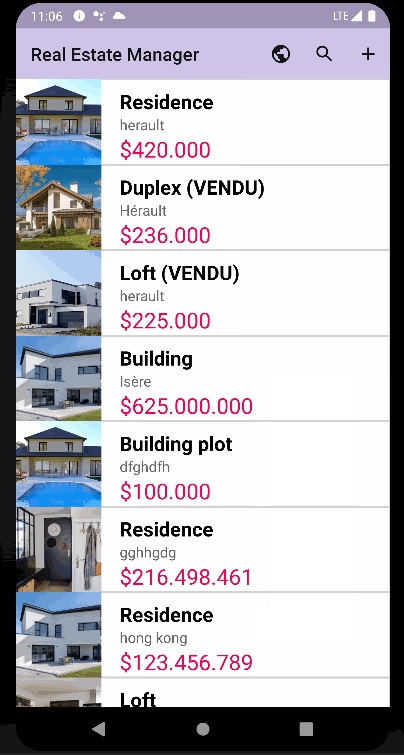 11:06 LTE
Real Estate Manager
Residence
herault
$420.000
Duplex (VENDU)
Hérault
$236.000
Loft (VENDU)
herault
$225.000
Building
Isère
$625.000.000
Building plot
dfghdfh
$100.000
Residence
gghhgdg
$216.498.461
Residence
hong kong
$123.456.789
Loft